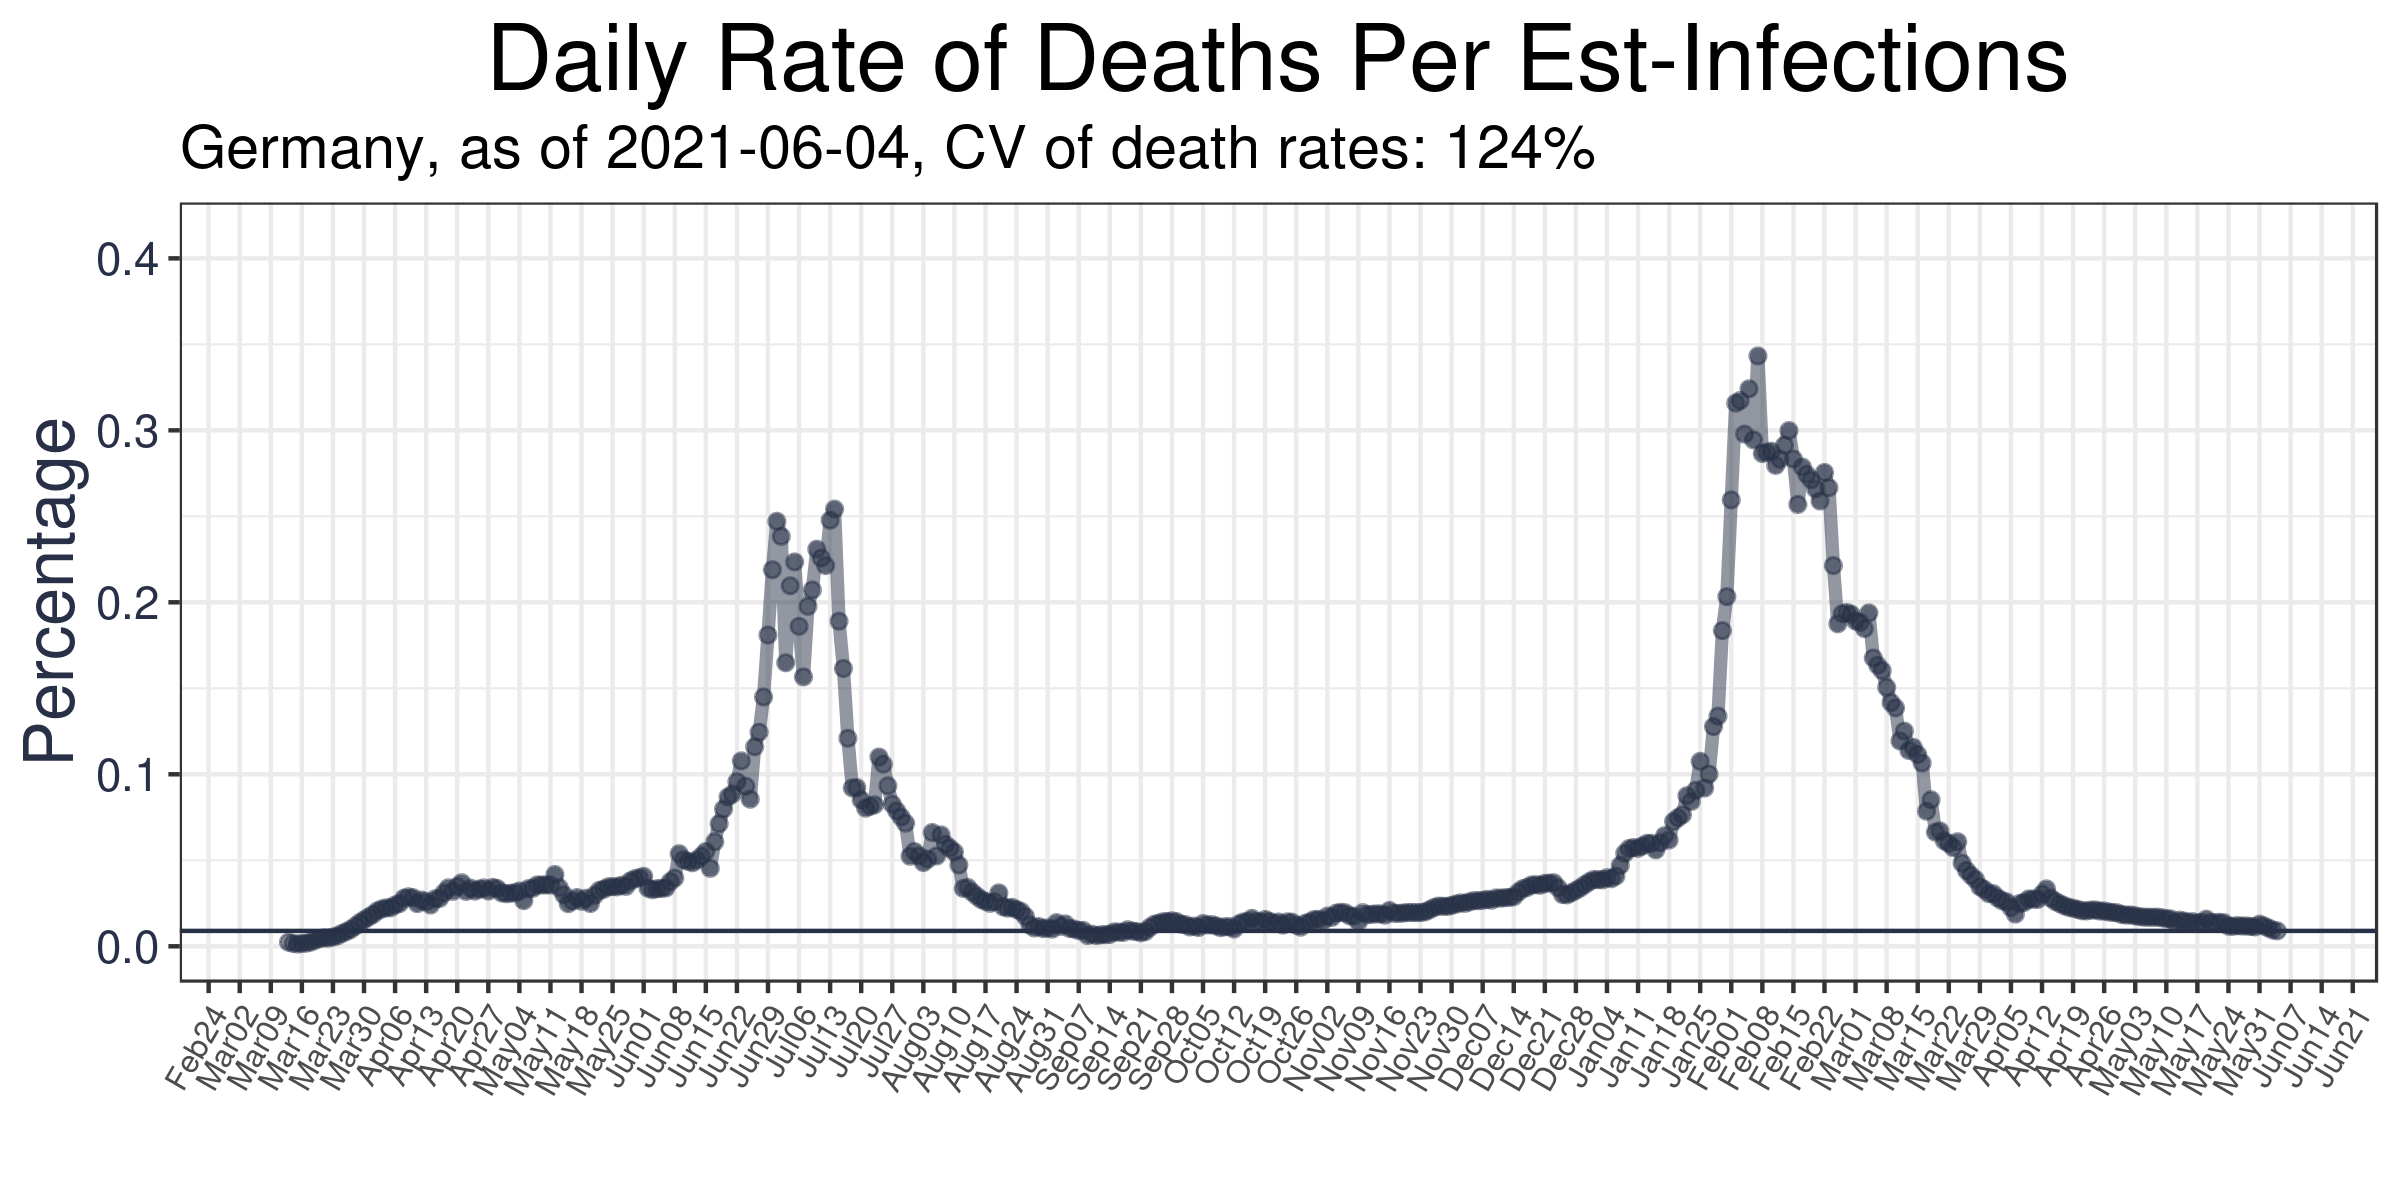 Daily Rate of Deaths Per Est-Infections
Germany, as of 2021-06-04, CV of death rates: 124%
Percentage
0.4
0.3
0.2
0.1
0.0
Feb24
Mar02
Mar09
Mar16
Mar23
Mar30
Apr06
Apr13
Apr20
Apr27
May04
May11
May18
May25
Jun01
Jun08
Jun15
Jun22
Jun29
Jul06
Jul13
Jul20
Jul27
Aug03
Aug10
Aug17
Aug24
Aug31
Sep07
Sep14
Sep21
Sep28
Oct05
Oct12
Oct19
Oct26
Nov02
Nov09
Nov16
Nov23
Nov30
Dec07
Dec14
Dec21
Dec28
Jan04
Jan11
Jan18
Jan25
Feb01
Feb08
Feb15
Feb22
Mar01
Mar08
Mar15
Mar22
Mar29
Apr05
Apr12
Apr19
Apr26
May03
May10
May17
May24
May31
Jun07
Jun14
Jun21